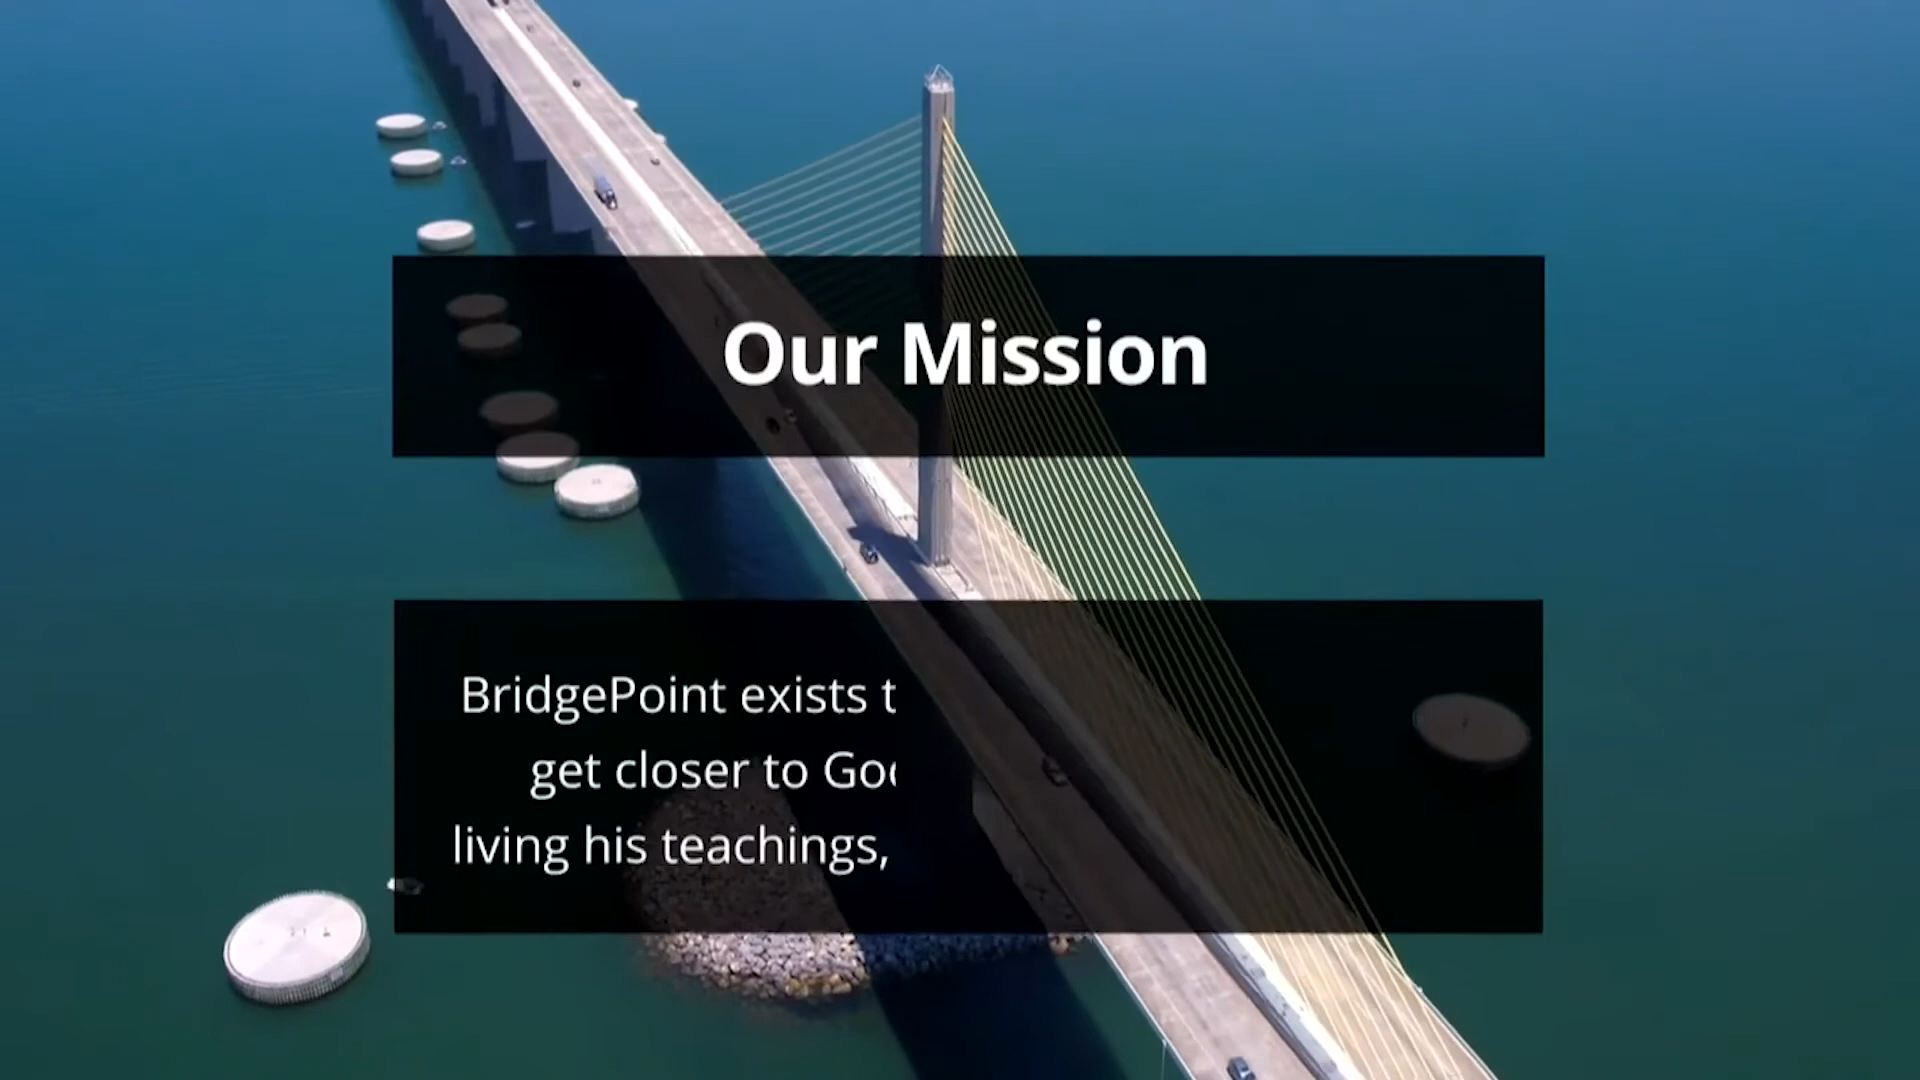 Our Mission
BridgePoint exists t
get closer to Go
living his teachings,